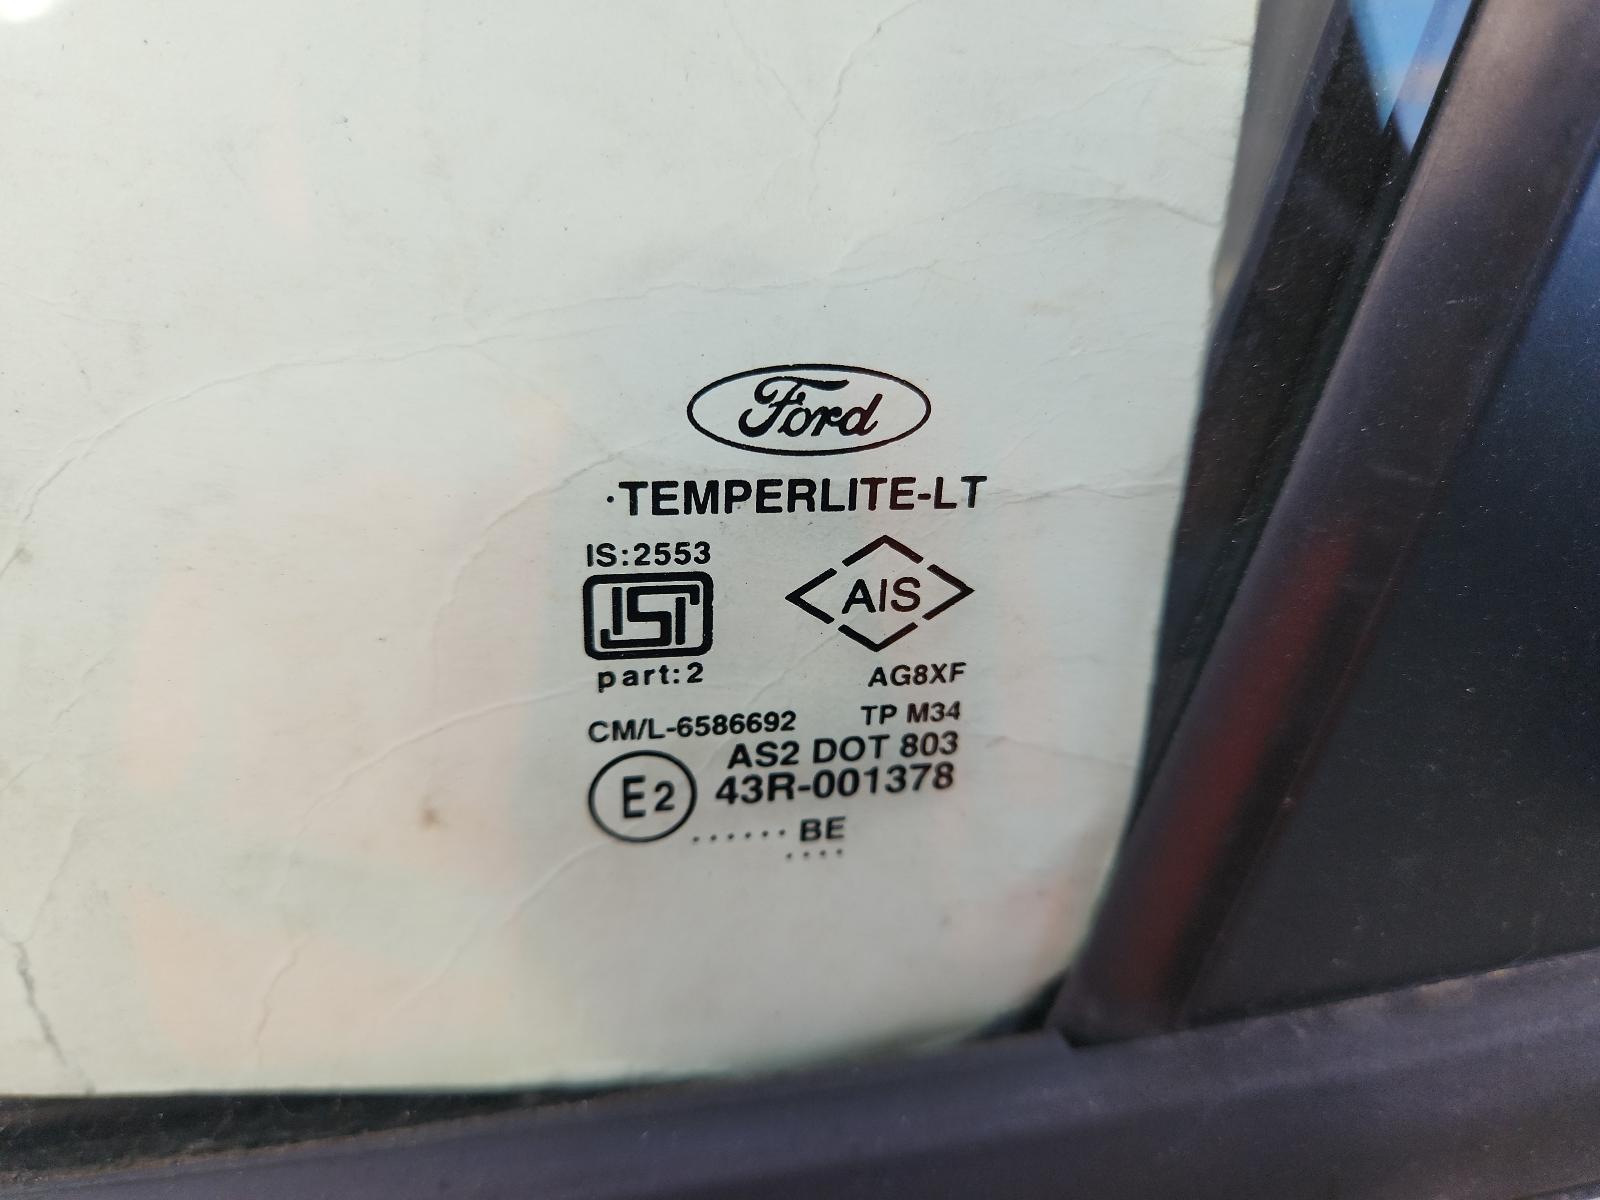 Ford
·TEMPERLITE-LT
IS:2553
ISI
part:2
AIS
AG8XF
CM/L-6586692
TP M34
AS2 DOT 803
E2
43R-001378
......BE
....